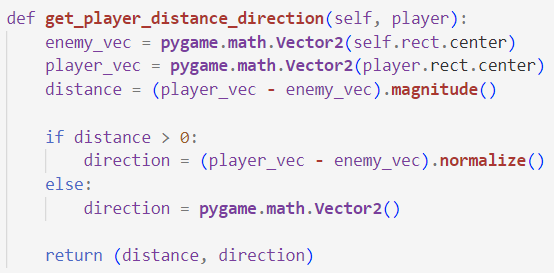 def get_player_distance_direction(self, player):
    enemy_vec = pygame.math.Vector2(self.rect.center)
    player_vec = pygame.math.Vector2(player.rect.center)
    distance = (player_vec - enemy_vec).magnitude()

    if distance > 0:
        direction = (player_vec - enemy_vec).normalize()
    else:
        direction = pygame.math.Vector2()

    return (distance, direction)